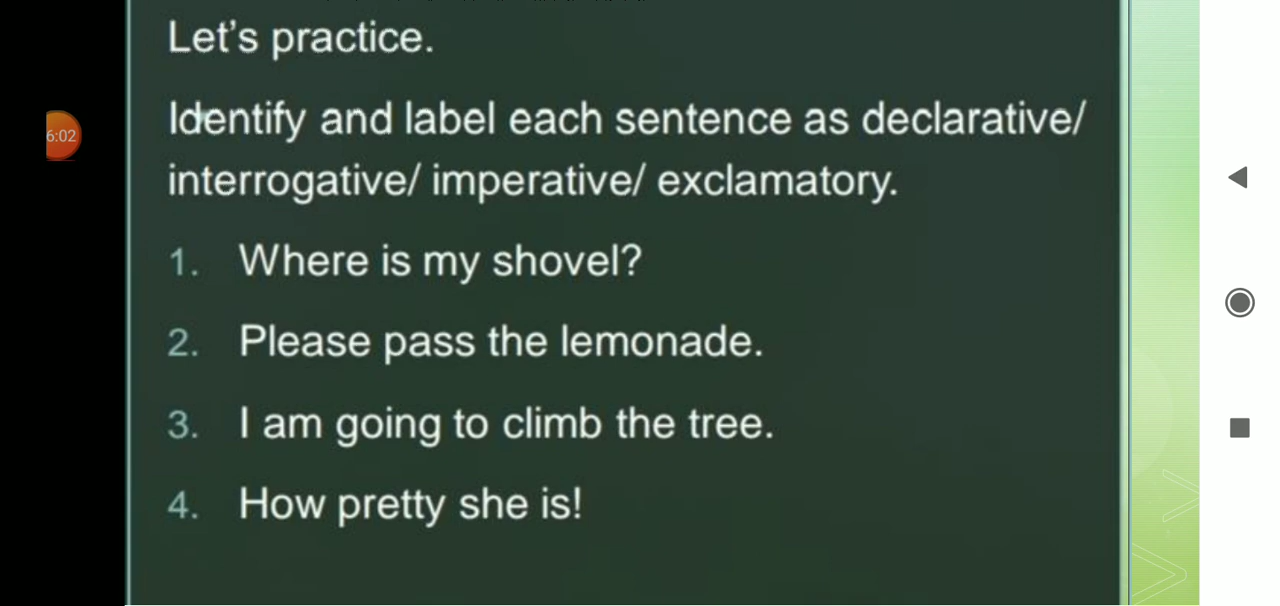 Let's practice.
6:02
Identify and label each sentence as declarative/
interrogative/ imperative/ exclamatory.
1. Where is my shovel?
2. Please pass the lemonade.
3. I am going to climb the tree.
4. How pretty she is!